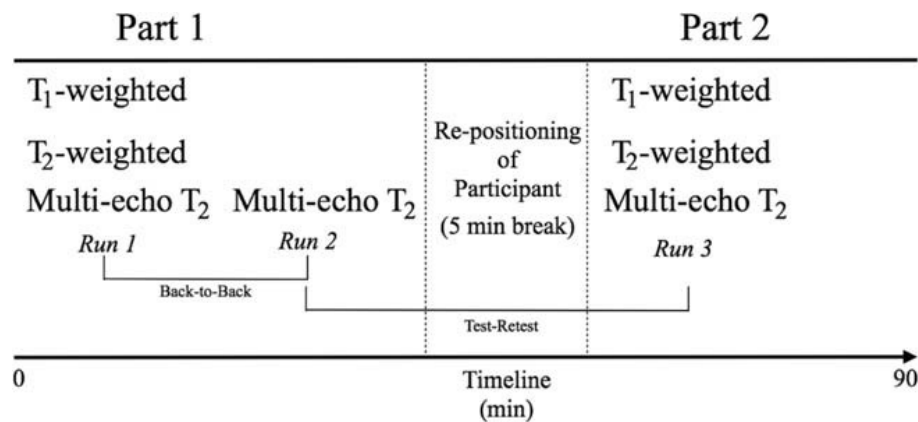 Part 1
Part 2
T₁-weighted
T₂-weighted
Multi-echo T₂
Run 1
Multi-echo T₂
Run 2
Back-to-Back
Re-positioning
of
Participant
(5 min break)
T₁-weighted
T₂-weighted
Multi-echo T₂
Run 3
Test-Retest
0
Timeline
(min)
90